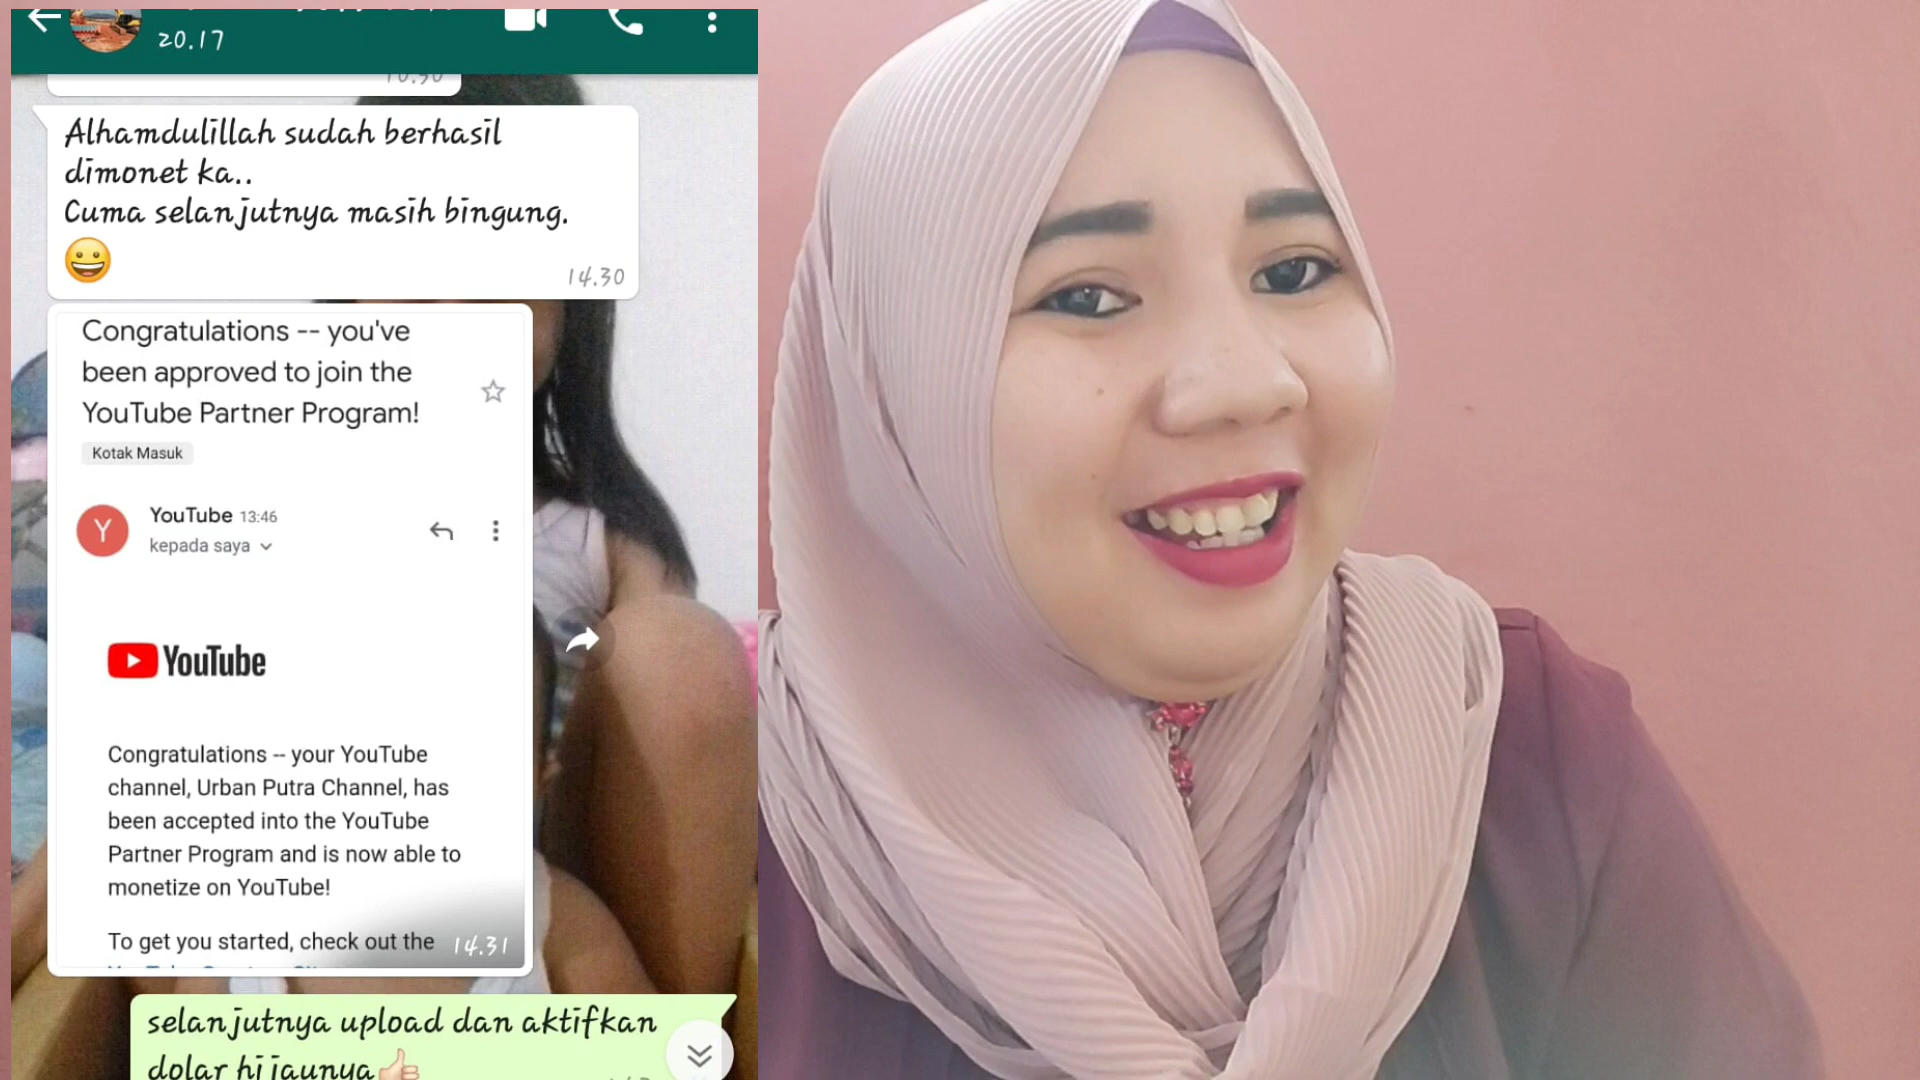 20.17
10.30
Alhamdulillah sudah berhasil
dimonet ka..
Cuma selanjutnya masih bingung.
14.30
Congratulations -- you've
been approved to join the
YouTube Partner Program!
Kotak Masuk
Y
YouTube 13:46
kepada saya
YouTube
Congratulations -- your YouTube
channel, Urban Putra Channel, has
been accepted into the YouTube
Partner Program and is now able to
monetize on YouTube!
To get you started, check out the
14.31
selanjutnya upload dan aktifkan
dolar hijaunya